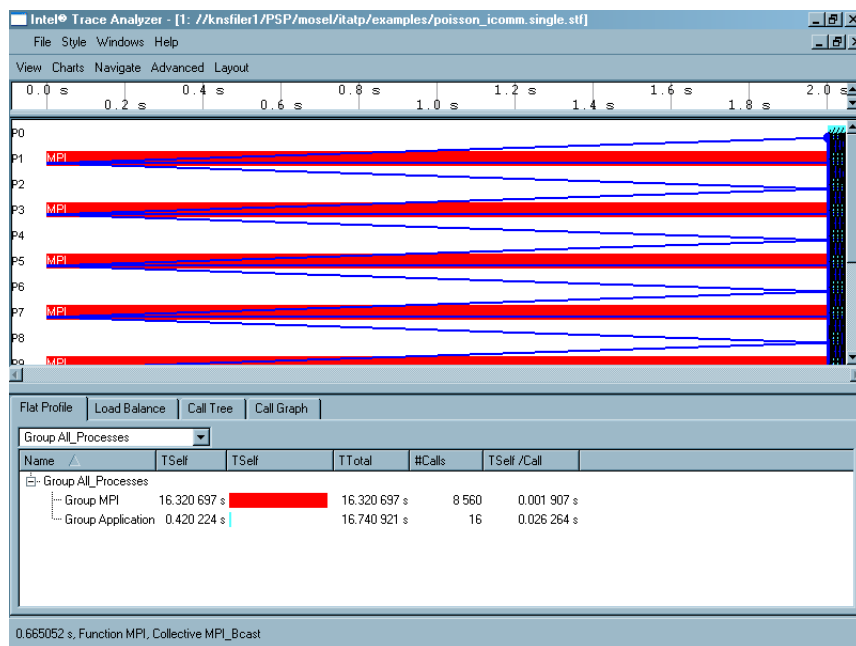 Intel® Trace Analyzer - [1: //knsfiler1/PSP/mosel/itatp/examples/poisson_icomm.single.stf]
File Style Windows Help
View Charts Navigate Advanced Layout
0.0 s 0.4 s 0.8 s 1.2 s 1.6 s 2.0 s
0.2 s 0.6 s 1.0 s 1.4 s 1.8 s
P0
P1 MPI
P2
P3 MPI
P4
P5 MPI
P6
P7 MPI
P8
P9 MPI
Flat Profile Load Balance Call Tree Call Graph
Group All_Processes
Name TSelf TSelf TTotal #Calls TSelf /Call
Group All_Processes
Group MPI 16.320 697 s 16.320 697 s 8 560 0.001 907 s
Group Application 0.420 224 s 16.740 921 s 16 0.026 264 s
0.665052 s, Function MPI, Collective MPI_Bcast